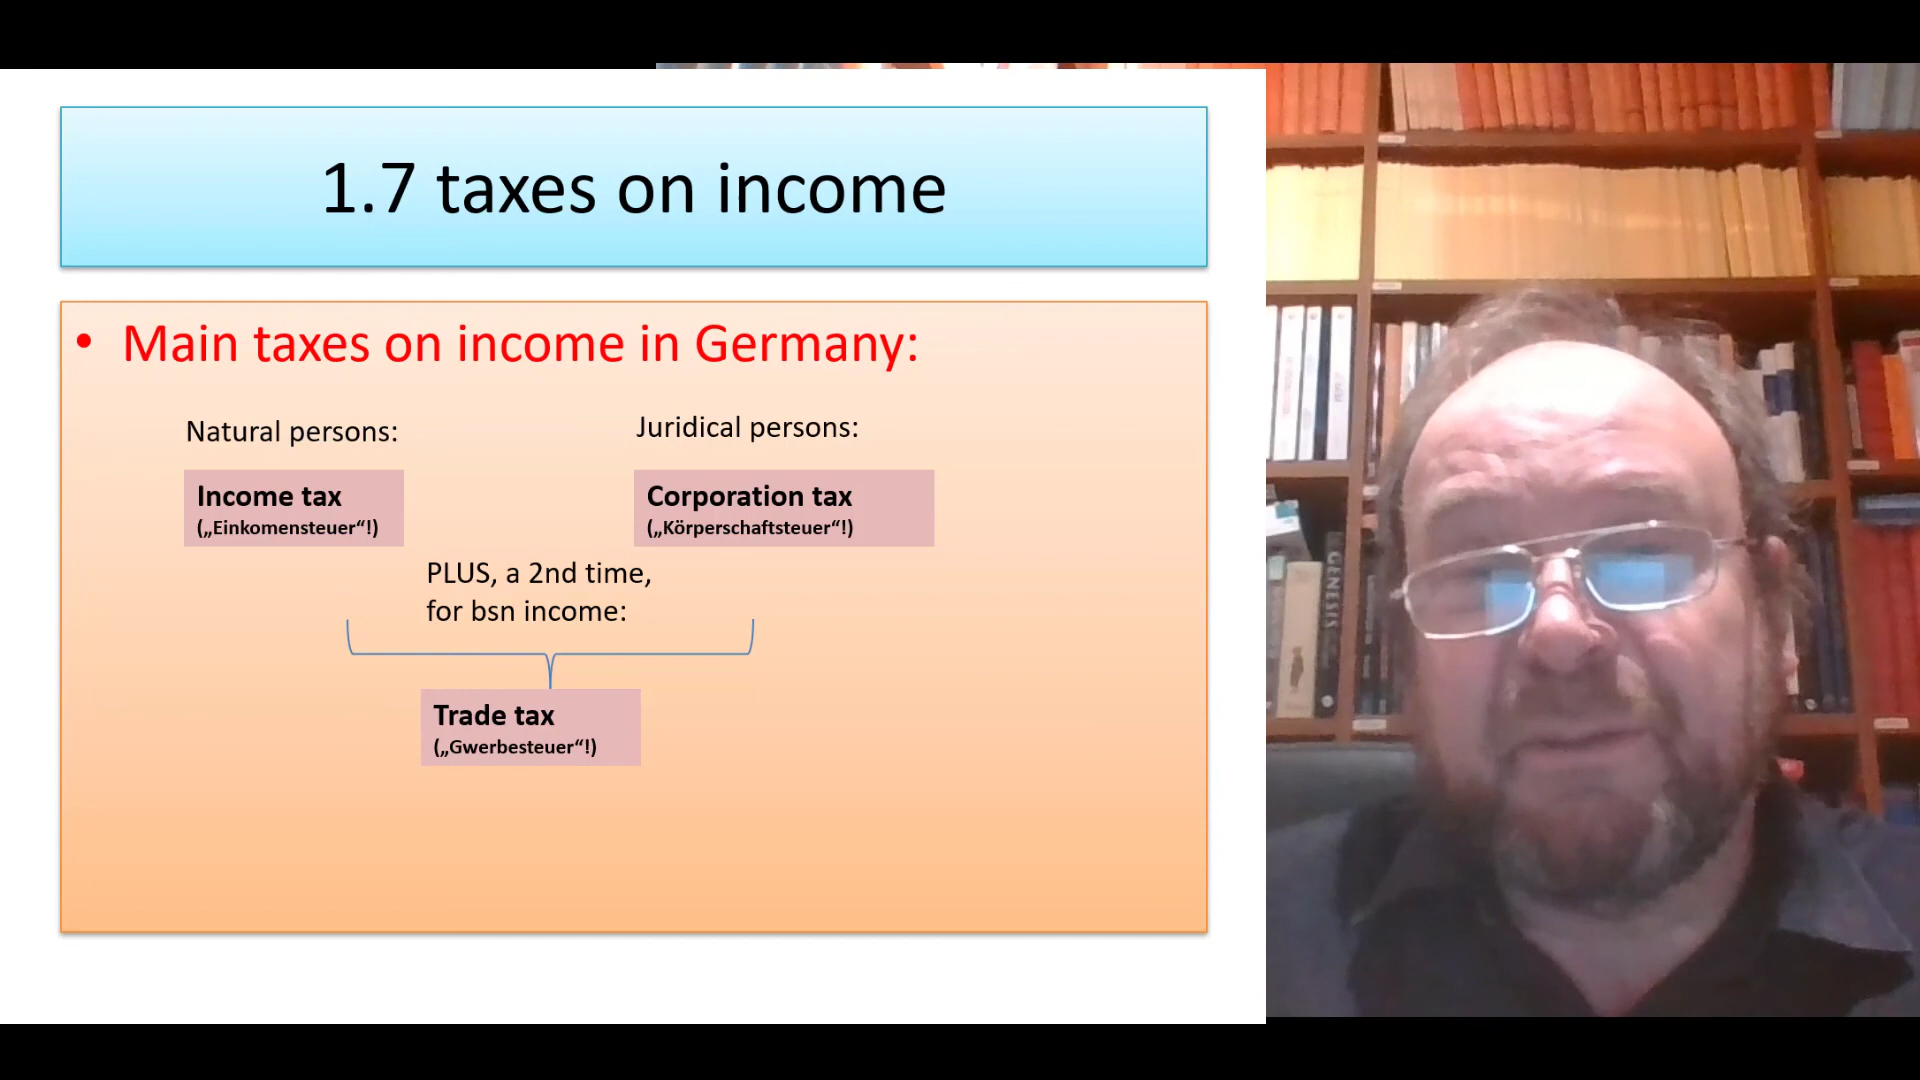 1.7 taxes on income
• Main taxes on income in Germany:
Natural persons:
Juridical persons:
Income tax
(„Einkomensteuer“!)
Corporation tax
(„Körperschaftsteuer“!)
PLUS, a 2nd time,
for bsn income:
Trade tax
(„Gwerbesteuer“!)
GENESIS